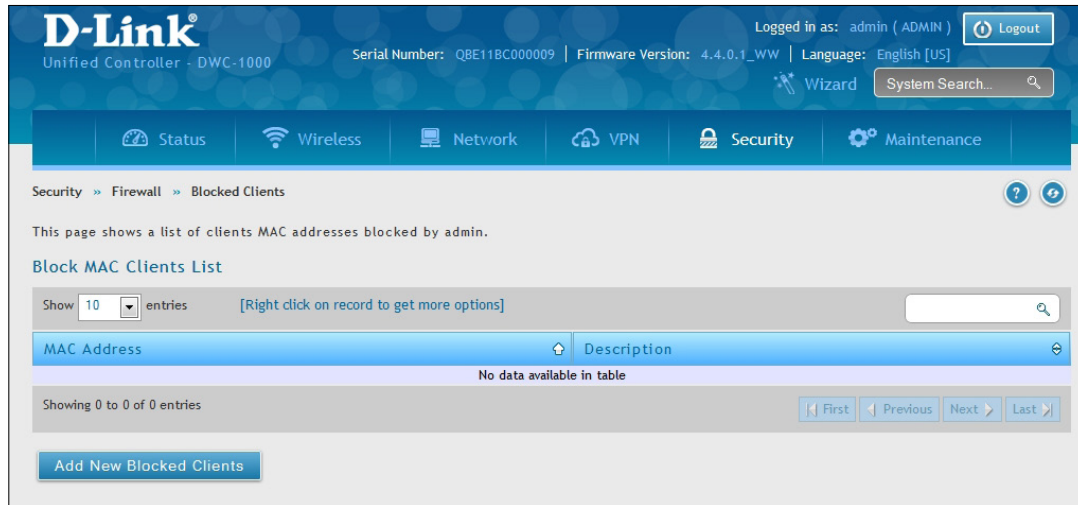 D-Link
Unified Controller - DWC-1000
Logged in as: admin ( ADMIN ) Logout
Serial Number: QBE11BC000009 | Firmware Version: 4.4.0.1_WW | Language: English [US]
Wizard System Search...
Status Wireless Network VPN Security Maintenance
Security » Firewall » Blocked Clients
This page shows a list of clients MAC addresses blocked by admin.
Block MAC Clients List
Show 10 entries [Right click on record to get more options]
MAC Address Description
No data available in table
Showing 0 to 0 of 0 entries First Previous Next Last
Add New Blocked Clients